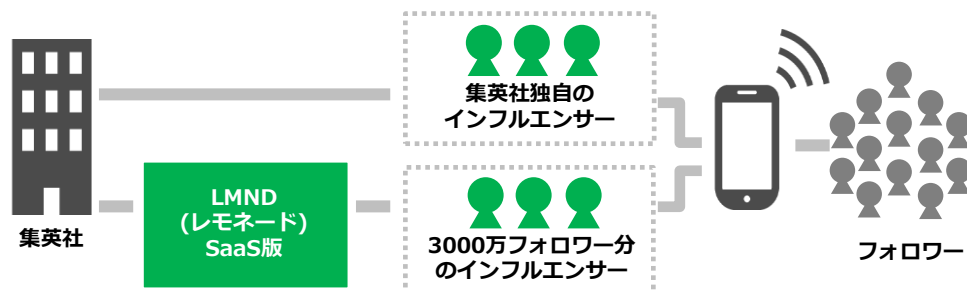 集英社独自の
インフルエンサー
集英社
LMND
(レモネード)
SaaS版
3000万フォロワー分
のインフルエンサー
フォロワー